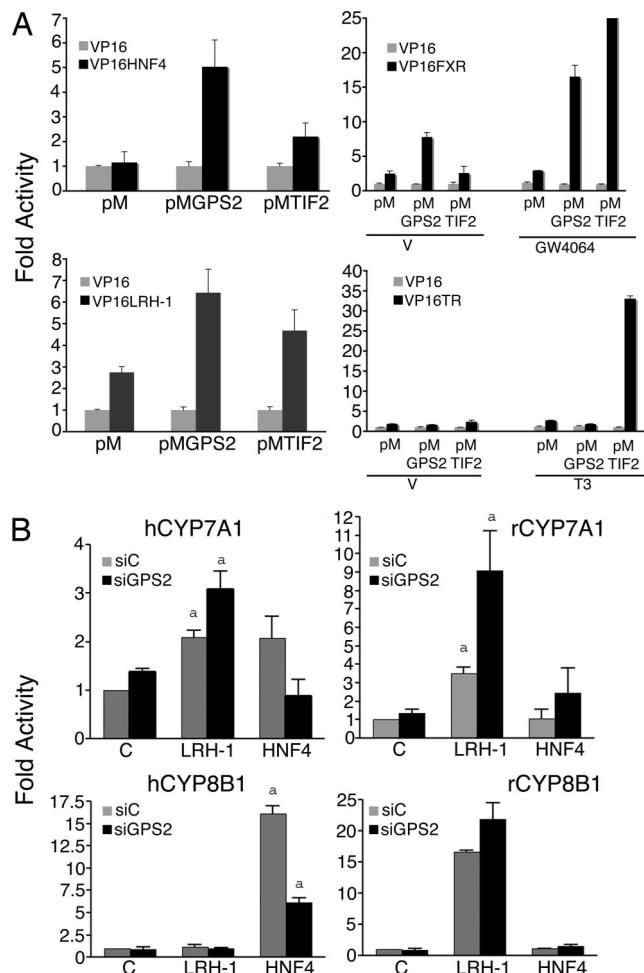 A
Fold Activity
7
6
5
4
3
2
1
0
VP16
VP16HNF4
pM
pMGPS2
pMTIF2
25
20
15
10
5
0
VP16
VP16FXR
pM pM pM pM pM pM
GPS2 TIF2 GPS2 TIF2
V GW4064
8
7
6
5
4
3
2
1
0
VP16
VP16LRH-1
pM
pMGPS2
pMTIF2
35
30
25
20
15
10
5
0
VP16
VP16TR
pM pM pM pM pM pM
GPS2 TIF2 GPS2 TIF2
V T3
B
Fold Activity
hCYP7A1
4
3
2
1
0
siC
siGPS2
a
a
C
LRH-1
HNF4
rCYP7A1
12
11
10
9
8
7
6
5
4
3
2
1
0
siC
siGPS2
a
a
C
LRH-1
HNF4
hCYP8B1
17.5
15
12.5
10
7.5
5
2.5
0
siC
siGPS2
a
a
C
LRH-1
HNF4
rCYP8B1
25
20
15
10
5
0
siC
siGPS2
C
LRH-1
HNF4